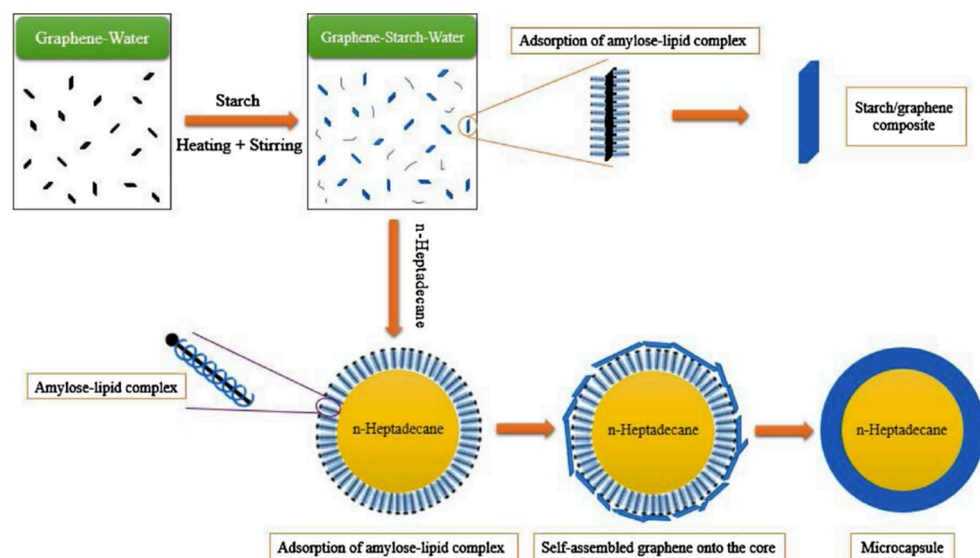 Graphene-Water
Graphene-Starch-Water
Adsorption of amylose-lipid complex
Starch
Heating + Stirring
Starch/graphene
composite
n-Heptadecane
Amylose-lipid complex
n-Heptadecane
n-Heptadecane
n-Heptadecane
Adsorption of amylose-lipid complex
Self-assembled graphene onto the core
Microcapsule